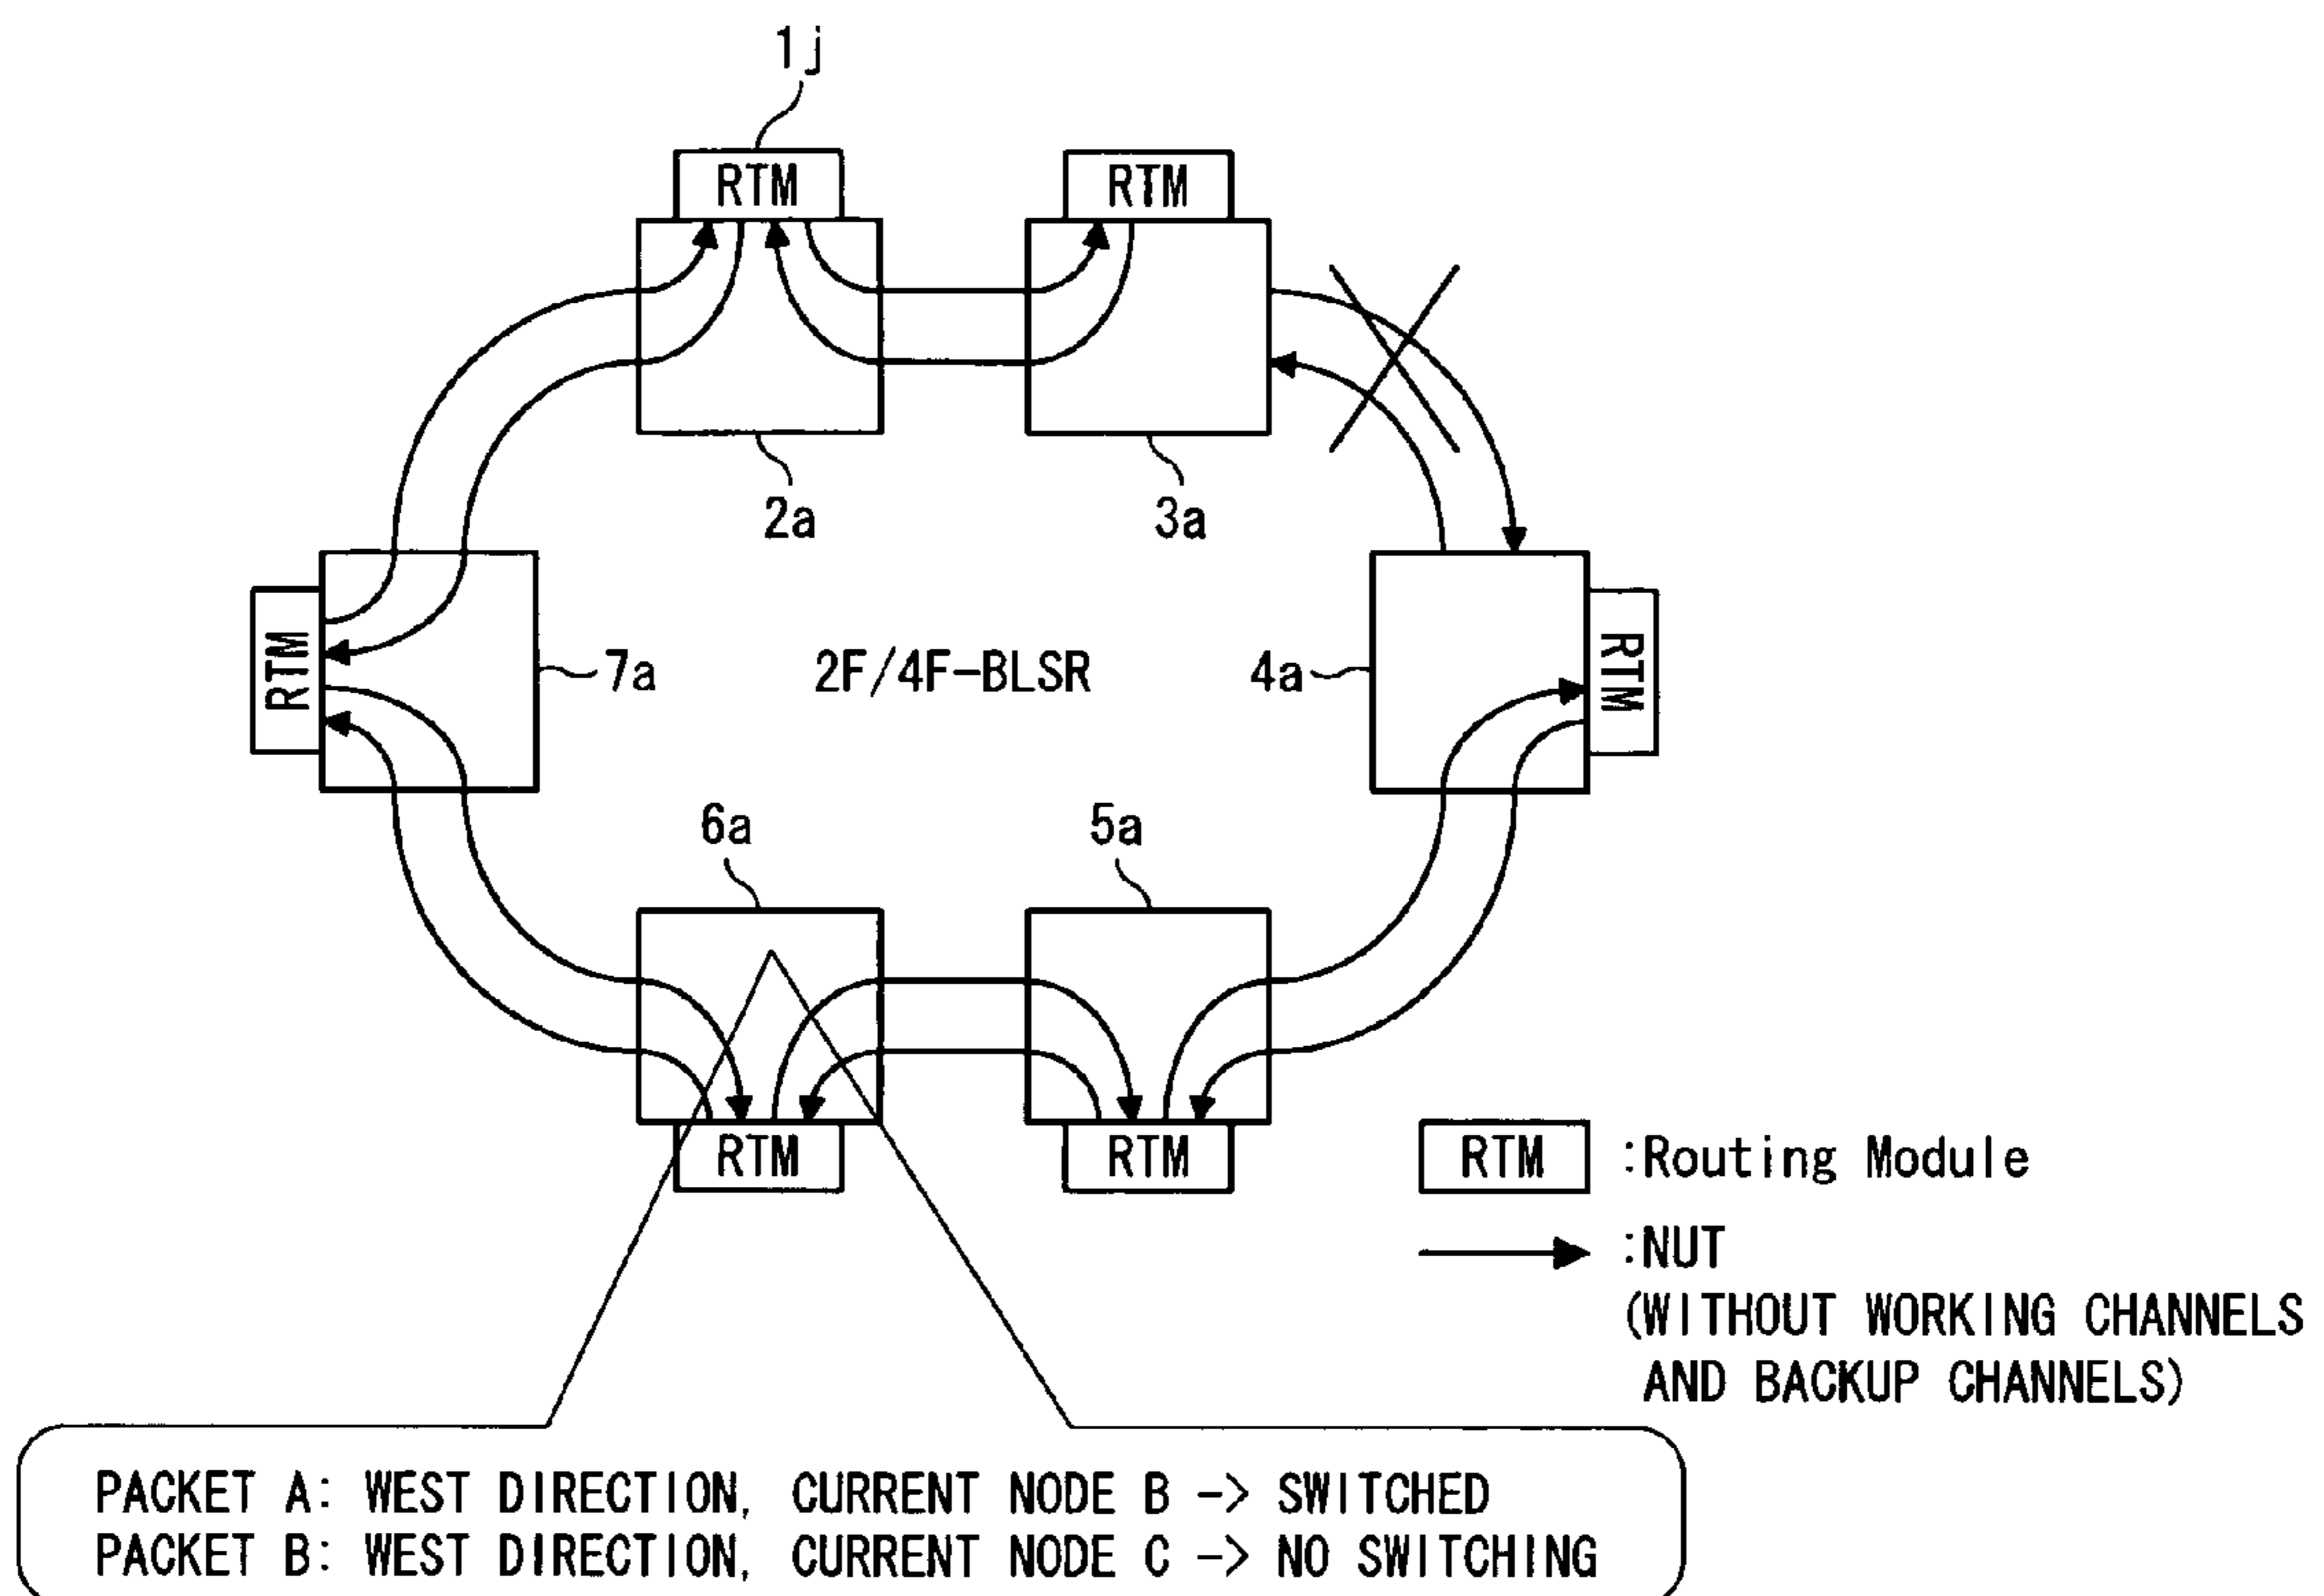 1j
RTM
RTM
2a
3a
RTM
7a
2F/4F-BLSR
4a
RTM
6a
5a
RTM
RTM
RTM :Routing Module
:NUT
(WITHOUT WORKING CHANNELS
AND BACKUP CHANNELS)
PACKET A: WEST DIRECTION, CURRENT NODE B -> SWITCHED
PACKET B: WEST DIRECTION, CURRENT NODE C -> NO SWITCHING